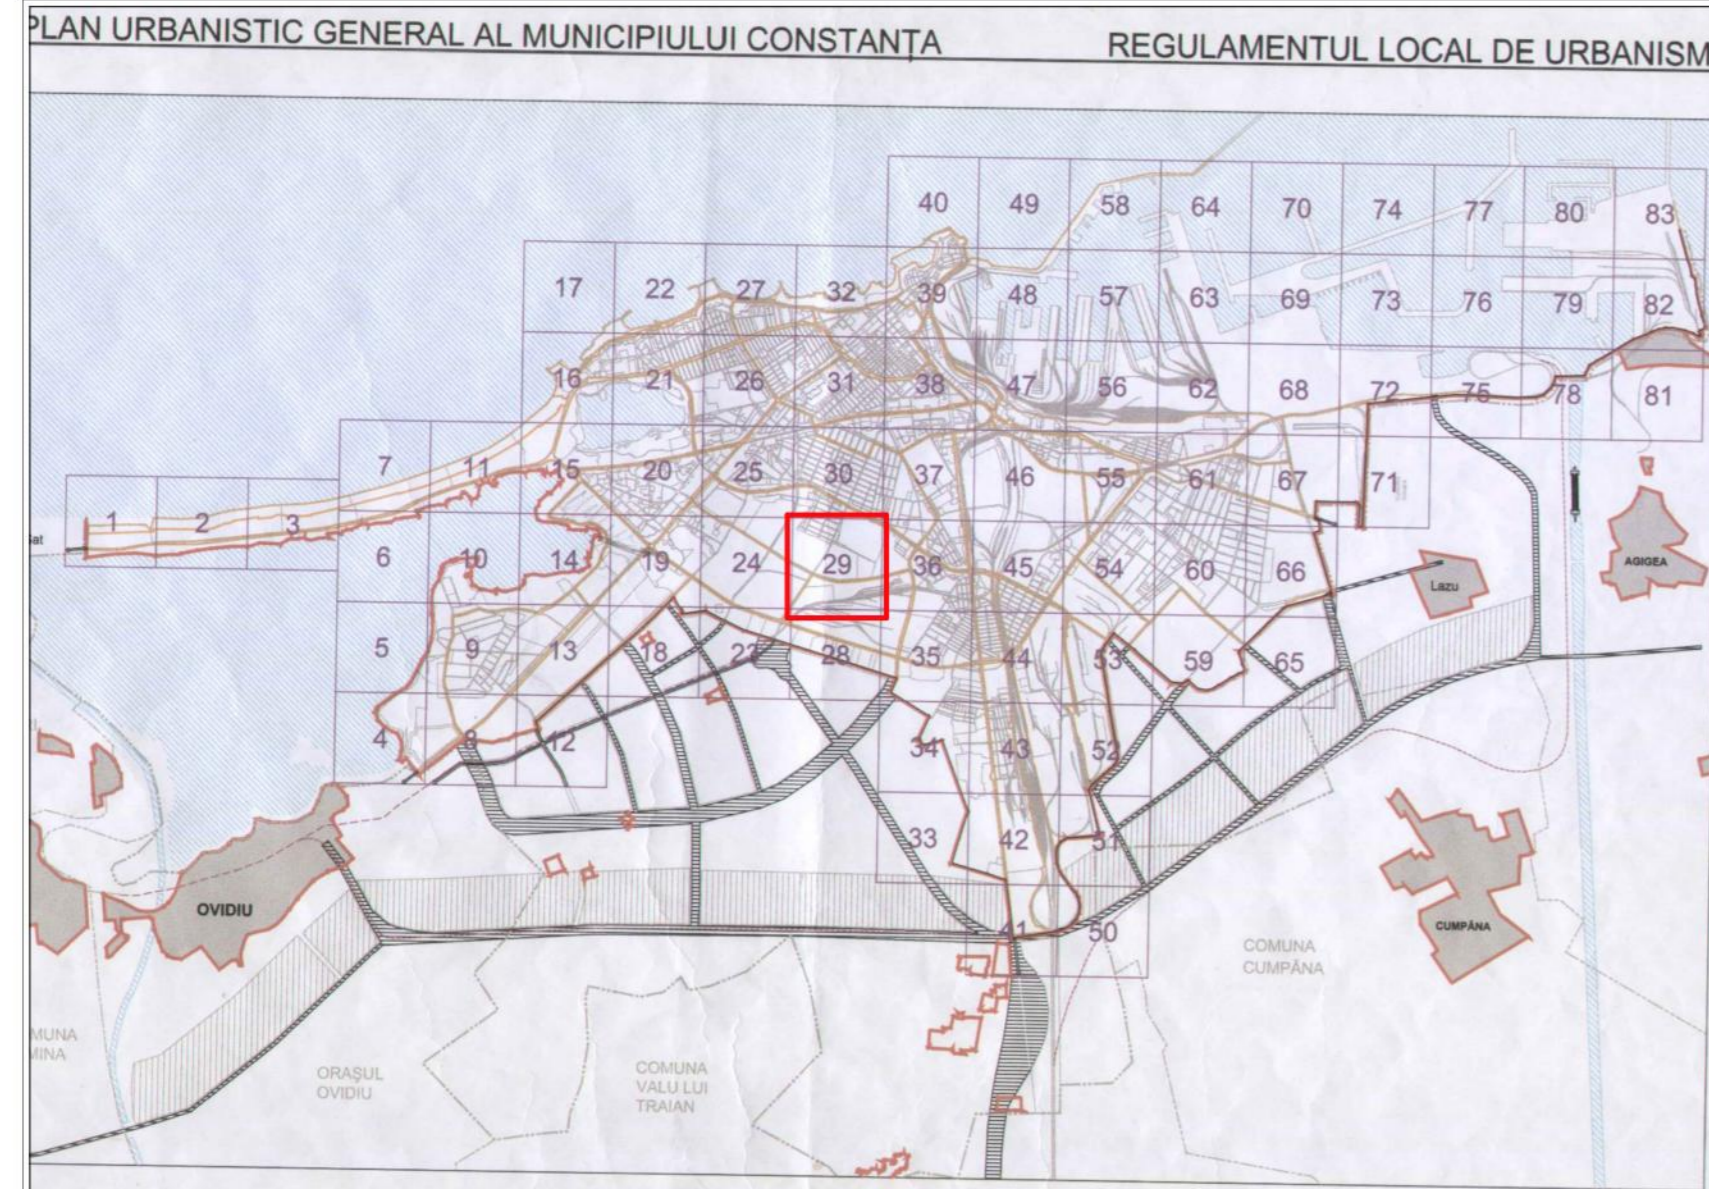 PLAN URBANISTIC GENERAL AL MUNICIPIULUI CONSTANȚA REGULAMENTUL LOCAL DE URBANISM
40 49 58 64 70 74 77 80 83
17 22 27 32 39 48 57 63 69 73 76 79 82
16 21 26 31 38 47 56 62 68 72 75 78 81
7 11 15 20 25 30 37 46 55 61 67 71
1 2 3
6 10 14 19 24 29 36 45 54 60 66
Lazu
AGIGEA
5 9 13 18 23 28 35 44 53 59 65
4 8 12 34 43 52
33 42 51
OVIDIU
41 50
CUMPĂNA
COMUNA
CUMPĂNA
MUNA
MINA
ORAȘUL
OVIDIU
COMUNA
VALU LUI
TRAIAN